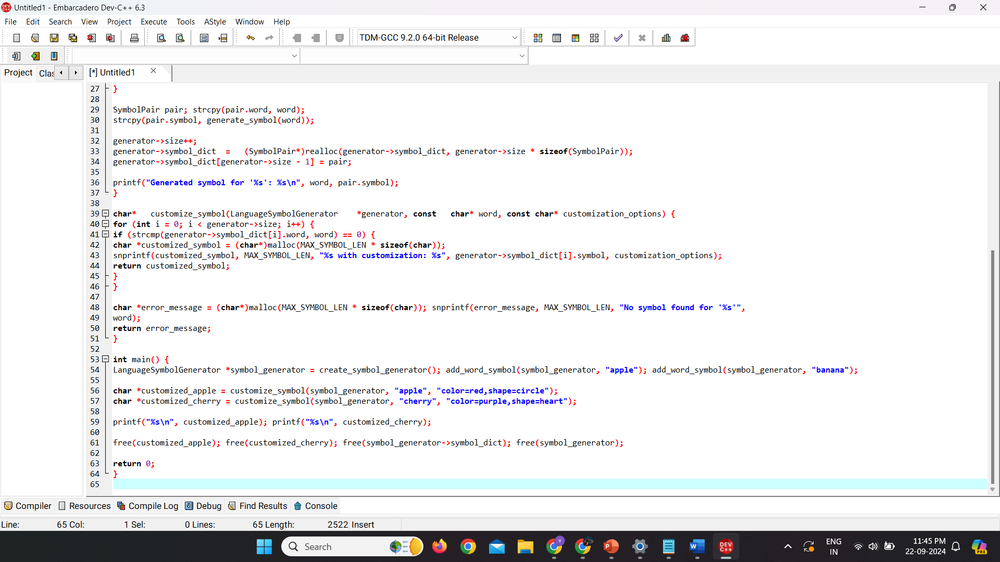 Untitled1 - Embarcadero Dev-C++ 6.3
File Edit Search View Project Execute Tools AStyle Window Help
TDM-GCC 9.2.0 64-bit Release
Project Clas [*] Untitled1
27 }
28
29 SymbolPair pair; strcpy(pair.word, word);
30 strcpy(pair.symbol, generate_symbol(word));
31
32 generator->size++;
33 generator->symbol_dict = (SymbolPair*)realloc(generator->symbol_dict, generator->size * sizeof(SymbolPair));
34 generator->symbol_dict[generator->size - 1] = pair;
35
36 printf("Generated symbol for '%s': %s\n", word, pair.symbol);
37 }
38
39 char* customize_symbol(LanguageSymbolGenerator *generator, const char* word, const char* customization_options) {
40 for (int i = 0; i < generator->size; i++) {
41 if (strcmp(generator->symbol_dict[i].word, word) == 0) {
42 char *customized_symbol = (char*)malloc(MAX_SYMBOL_LEN * sizeof(char));
43 snprintf(customized_symbol, MAX_SYMBOL_LEN, "%s with customization: %s", generator->symbol_dict[i].symbol, customization_options);
44 return customized_symbol;
45 }
46 }
47
48 char *error_message = (char*)malloc(MAX_SYMBOL_LEN * sizeof(char)); snprintf(error_message, MAX_SYMBOL_LEN, "No symbol found for '%s'",
49 word);
50 return error_message;
51 }
52
53 int main() {
54 LanguageSymbolGenerator *symbol_generator = create_symbol_generator(); add_word_symbol(symbol_generator, "apple"); add_word_symbol(symbol_generator, "banana");
55
56 char *customized_apple = customize_symbol(symbol_generator, "apple", "color=red,shape=circle");
57 char *customized_cherry = customize_symbol(symbol_generator, "cherry", "color=purple,shape=heart");
58
59 printf("%s\n", customized_apple); printf("%s\n", customized_cherry);
60
61 free(customized_apple); free(customized_cherry); free(symbol_generator->symbol_dict); free(symbol_generator);
62
63 return 0;
64 }
65
Compiler Resources Compile Log Debug Find Results Console
Line: 65 Col: 1 Sel: 0 Lines: 65 Length: 2522 Insert
Search
ENG
IN
11:45 PM
22-09-2024